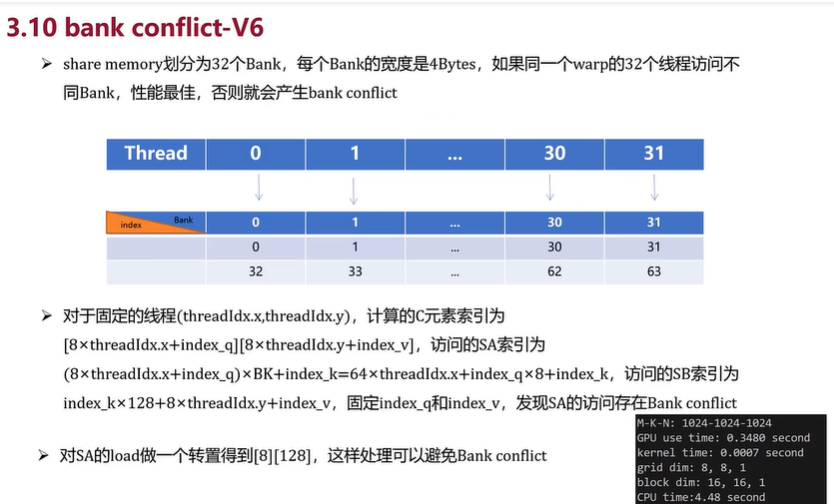 3.10 bank conflict-V6
➢ share memory划分为32个Bank，每个Bank的宽度是4Bytes，如果同一个warp的32个线程访问不
同Bank，性能最佳，否则就会产生bank conflict
Thread 0 1 ... 30 31
index Bank 0 1 ... 30 31
0 1 ... 30 31
32 33 ... 62 63
➢ 对于固定的线程(threadIdx.x,threadIdx.y)，计算的C元素索引为
[8×threadIdx.x+index_q][8×threadIdx.y+index_v]，访问的SA索引为
(8×threadIdx.x+index_q)×BK+index_k=64×threadIdx.x+index_q×8+index_k，访问的SB索引为
index_k×128+8×threadIdx.y+index_v，固定index_q和index_v，发现SA的访问存在Bank conflict
➢ 对SA的load做一个转置得到[8][128]，这样处理可以避免Bank conflict
M-K-N: 1024-1024-1024
GPU use time: 0.3480 second
kernel time: 0.0007 second
grid dim: 8, 8, 1
block dim: 16, 16, 1
CPU time:4.48 second